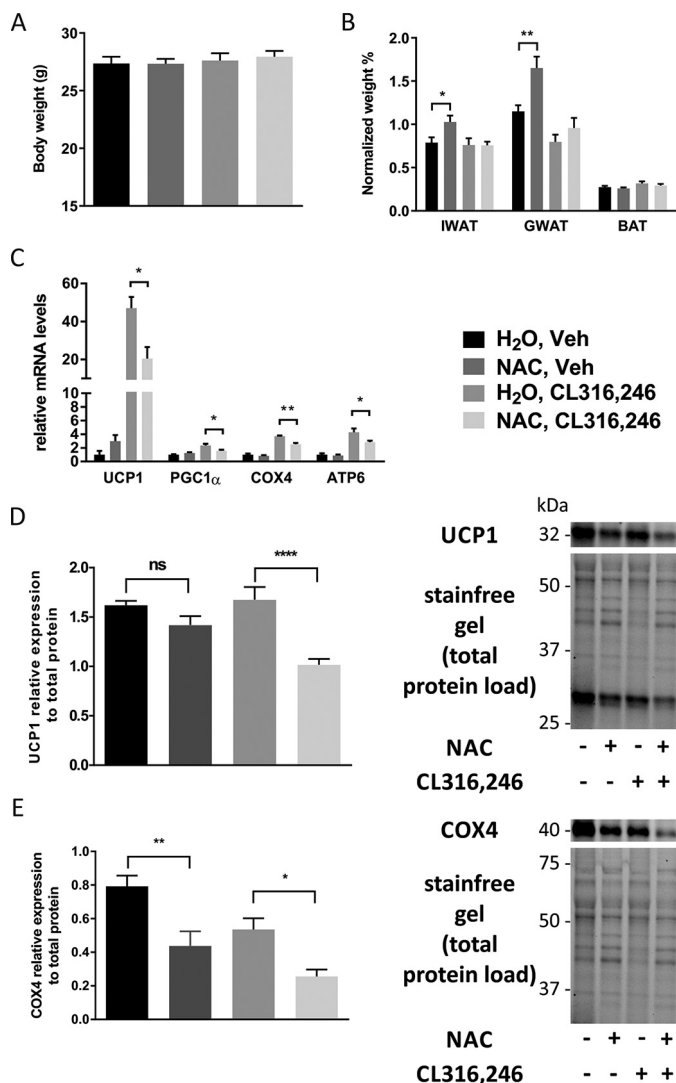 A
Body weight (g)
35
31
27
23
19
15
B
Normalized weight %
2.0
1.5
1.0
0.5
0.0
*
**
IWAT
GWAT
BAT
C
relative mRNA levels
60
40
20
8
6
4
2
0
*
*
**
*
UCP1
PGC1α
COX4
ATP6
H2O, Veh
NAC, Veh
H2O, CL316,246
NAC, CL316,246
D
UCP1 relative expression
to total protein
2.0
1.5
1.0
0.5
0.0
ns
****
kDa
UCP1
32 -
stainfree
gel
(total
protein load)
50 -
37 -
25 -
NAC - + - +
CL316,246 - - + +
E
COX4 relative expression
to total protein
1.0
0.8
0.6
0.4
0.2
0.0
**
*
COX4
40 -
75 -
stainfree
gel
(total
protein load)
50 -
37 -
NAC - + - +
CL316,246 - - + +